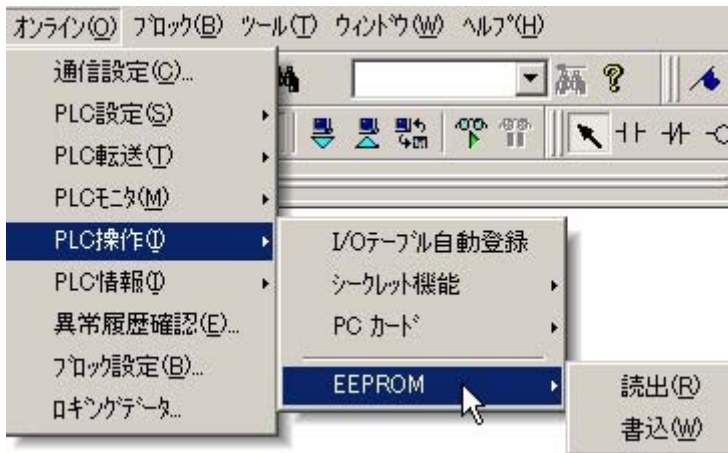 オンライン(O) ブロック(B) ツール(T) ウィンドウ(W) ヘルプ(H)
通信設定(C)...
PLC設定(S)
PLC転送(T)
PLCモニタ(M)
PLC操作(I)
PLC情報(I)
異常履歴確認(E)...
ブロック設定(B)...
ロギングデータ...
I/Oテーブル自動登録
シークレット機能
PC カード
EEPROM
読出(R)
書込(W)